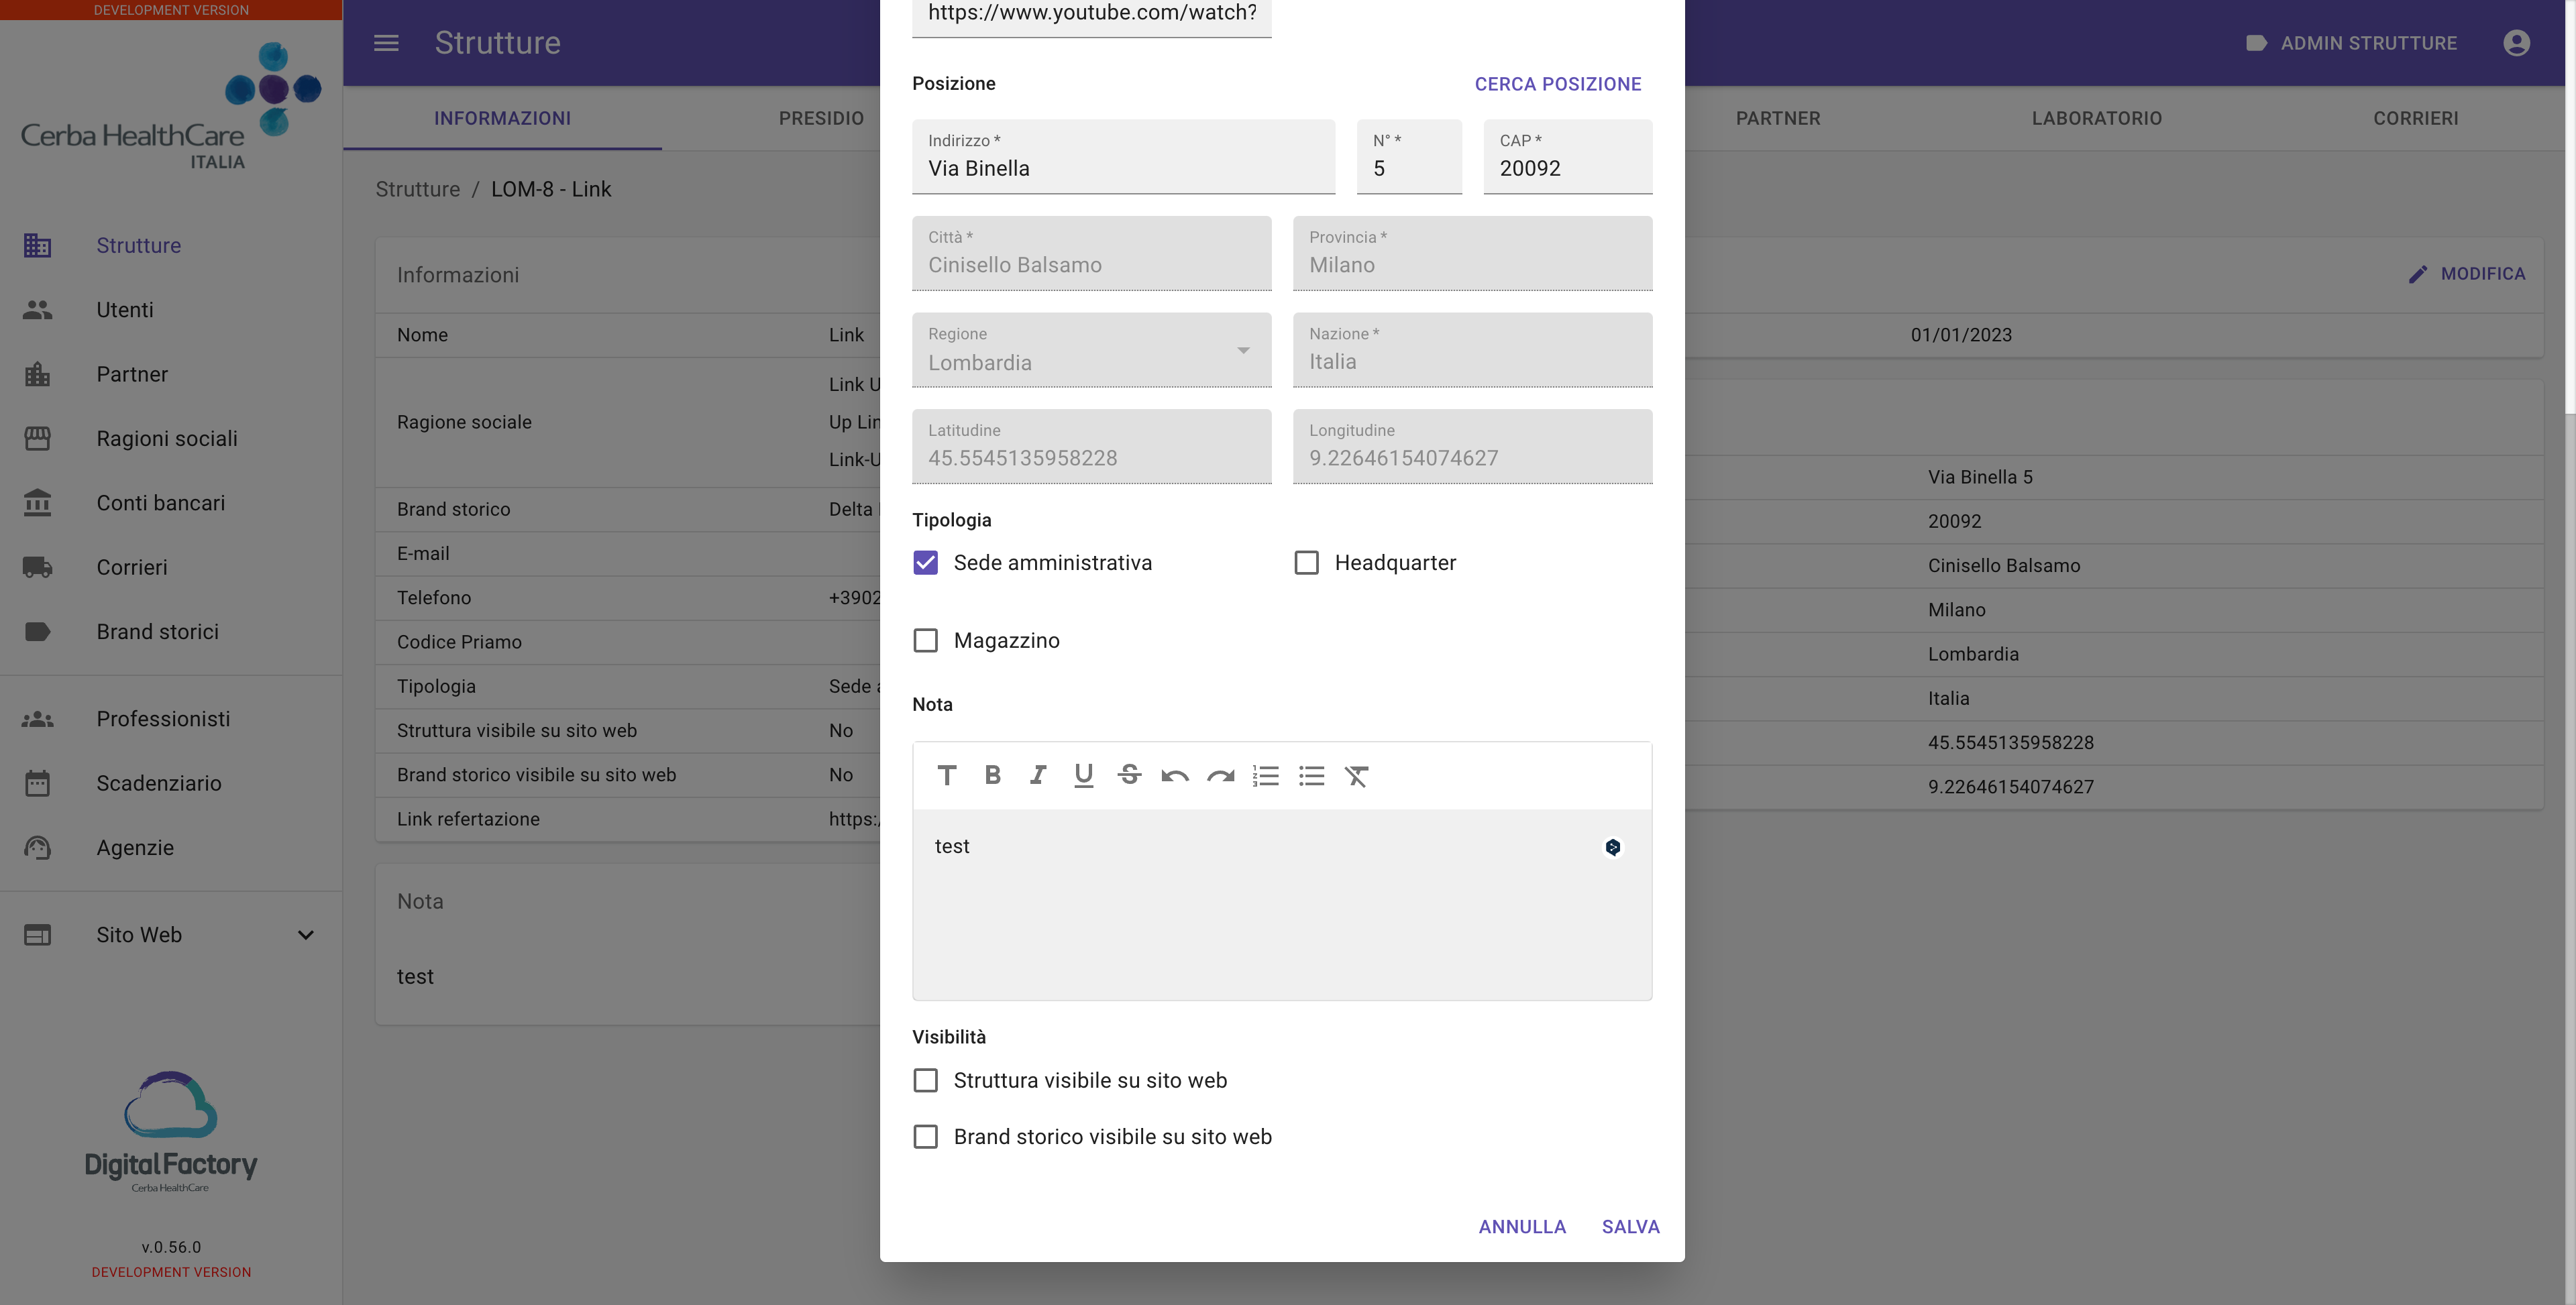 DEVELOPMENT VERSION
Cerba HealthCare
ITALIA
Strutture
Utenti
Partner
Ragioni sociali
Conti bancari
Corrieri
Brand storici
Professionisti
Scadenziario
Agenzie
Sito Web
DigitalFactory
Cerba HealthCare
v.0.56.0
DEVELOPMENT VERSION
Strutture
ADMIN STRUTTURE
INFORMAZIONI
PRESIDIO
PARTNER
LABORATORIO
CORRIERI
Strutture / LOM-8 - Link
Informazioni
MODIFICA
Nome
Link
01/01/2023
Ragione sociale
Link U
Up Lin
Link-U
Brand storico
Delta
E-mail
Telefono
+3902
Codice Priamo
Tipologia
Sede a
Struttura visibile su sito web
No
Brand storico visibile su sito web
No
Link refertazione
https:/
Nota
test
Via Binella 5
20092
Cinisello Balsamo
Milano
Lombardia
Italia
45.5545135958228
9.22646154074627
https://www.youtube.com/watch?
Posizione
CERCA POSIZIONE
Indirizzo *
Via Binella
N° *
5
CAP *
20092
Città *
Cinisello Balsamo
Provincia *
Milano
Regione
Lombardia
Nazione *
Italia
Latitudine
45.5545135958228
Longitudine
9.22646154074627
Tipologia
Sede amministrativa
Headquarter
Magazzino
Nota
test
Visibilità
Struttura visibile su sito web
Brand storico visibile su sito web
ANNULLA
SALVA